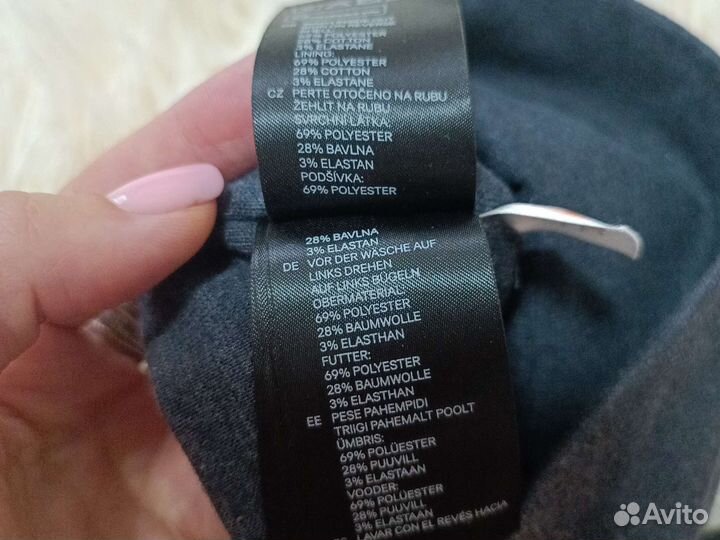 LINING:
69% POLYESTER
28% COTTON
3% ELASTANE
LINING:
69% POLYESTER
28% COTTON
3% ELASTANE
CZ PERTE OTOČENO NA RUBU
ŽEHLIT NA RUBU
SVRCHNÍ LÁTKA:
69% POLYESTER
28% BAVLNA
3% ELASTAN
PODŠÍVKA:
69% POLYESTER
28% BAVLNA
3% ELASTAN
DE VOR DER WÄSCHE AUF
LINKS DREHEN
AUF LINKS BÜGELN
OBERMATERIAL:
69% POLYESTER
28% BAUMWOLLE
3% ELASTHAN
FUTTER:
69% POLYESTER
28% BAUMWOLLE
3% ELASTHAN
EE PESE PAHEMPIDI
TRIIGI PAHEMALT POOLT
ÜMBRIS:
69% POLÜESTER
28% PUUVILL
3% ELASTAAN
VOODER:
69% POLÜESTER
28% PUUVILL
3% ELASTAAN
LAVAR CON EL REVÉS HACIA
Avito